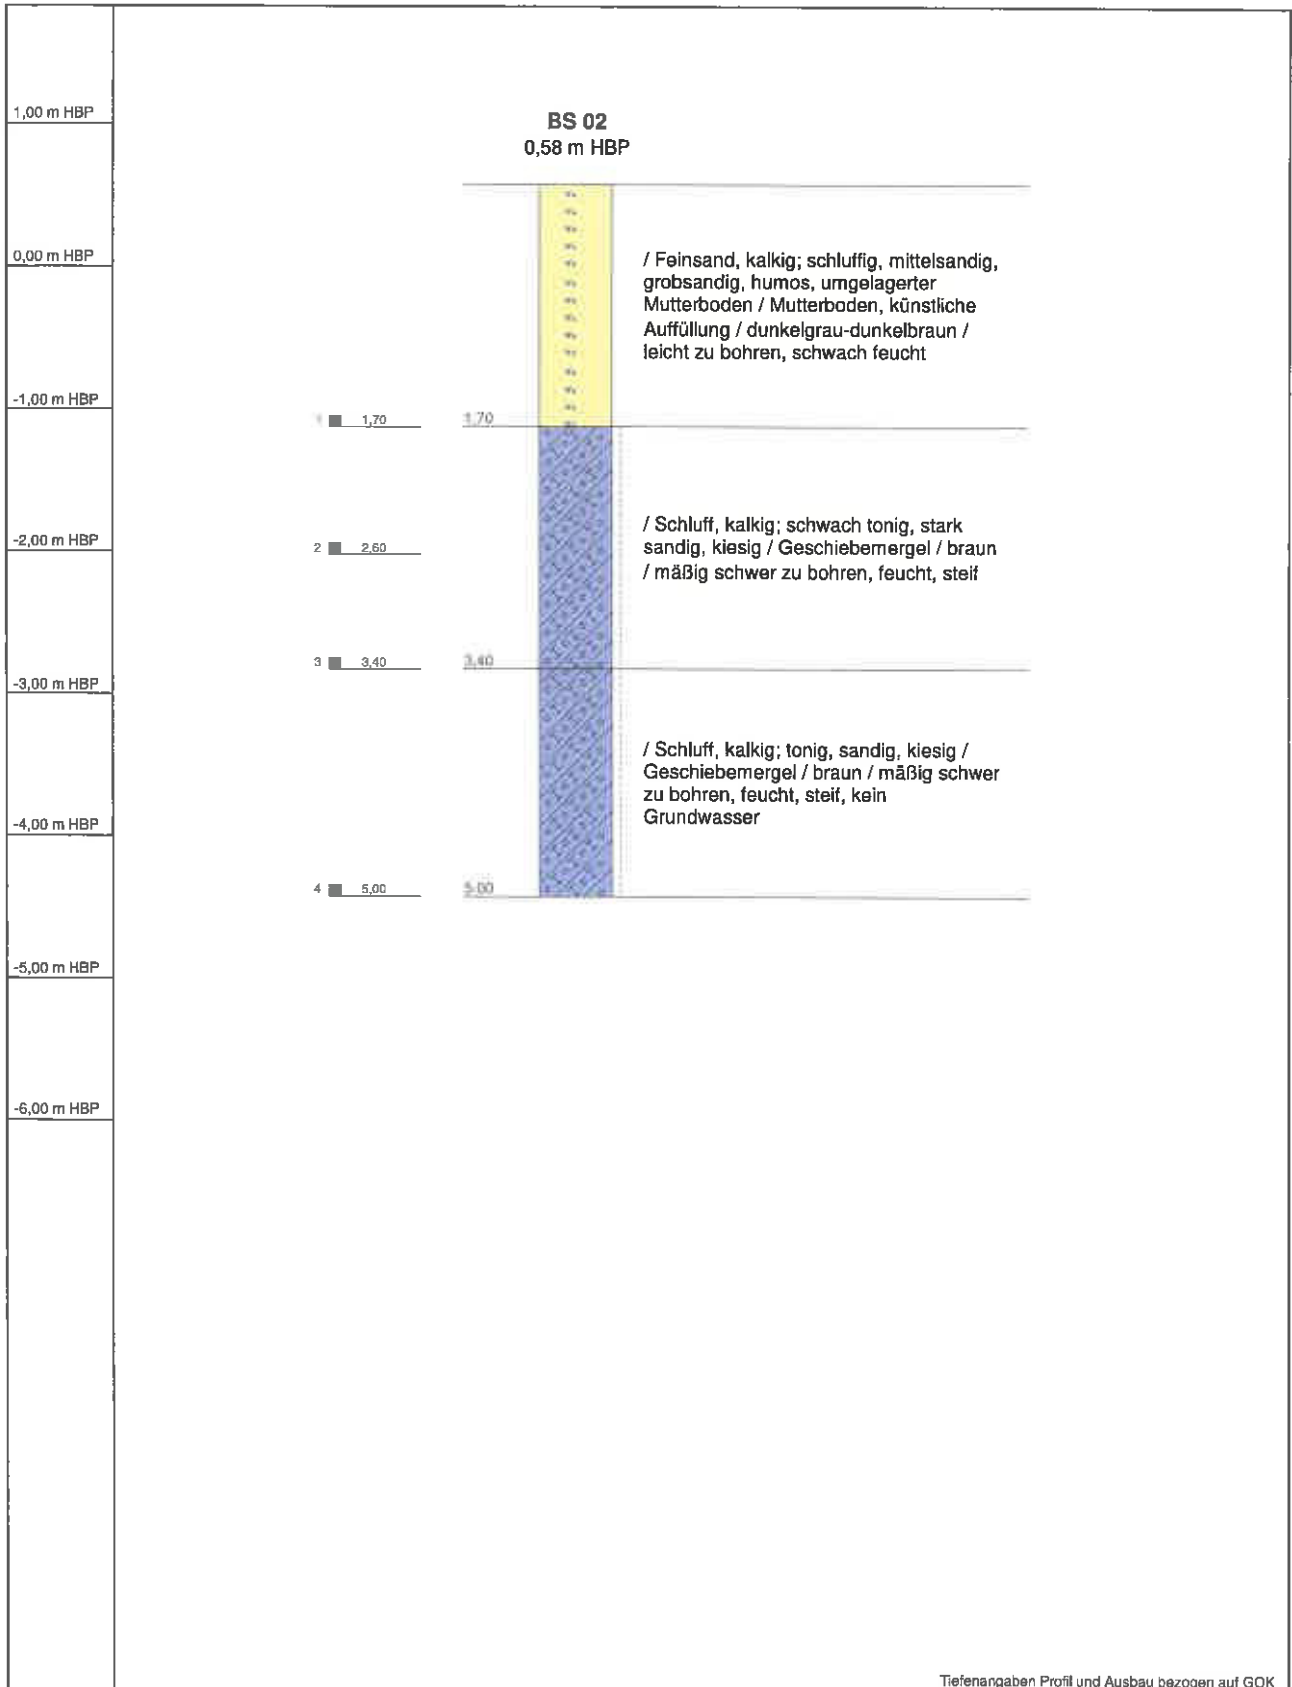 1,00 m HBP
BS 02
0,58 m HBP
0,00 m HBP
/ Feinsand, kalkig; schluffig, mittelsandig,
grobsandig, humos, umgelagerter
Mutterboden / Mutterboden, künstliche
Auffüllung / dunkelgrau-dunkelbraun /
leicht zu bohren, schwach feucht
-1,00 m HBP
1 1,70 1,70
/ Schluff, kalkig; schwach tonig, stark
sandig, kiesig / Geschiebemergel / braun
/ mäßig schwer zu bohren, feucht, steif
-2,00 m HBP
2 2,60
3 3,40 3,40
-3,00 m HBP
/ Schluff, kalkig; tonig, sandig, kiesig /
Geschiebemergel / braun / mäßig schwer
zu bohren, feucht, steif, kein
Grundwasser
-4,00 m HBP
4 5,00 5,00
-5,00 m HBP
-6,00 m HBP
Tiefenangaben Profil und Ausbau bezogen auf GOK